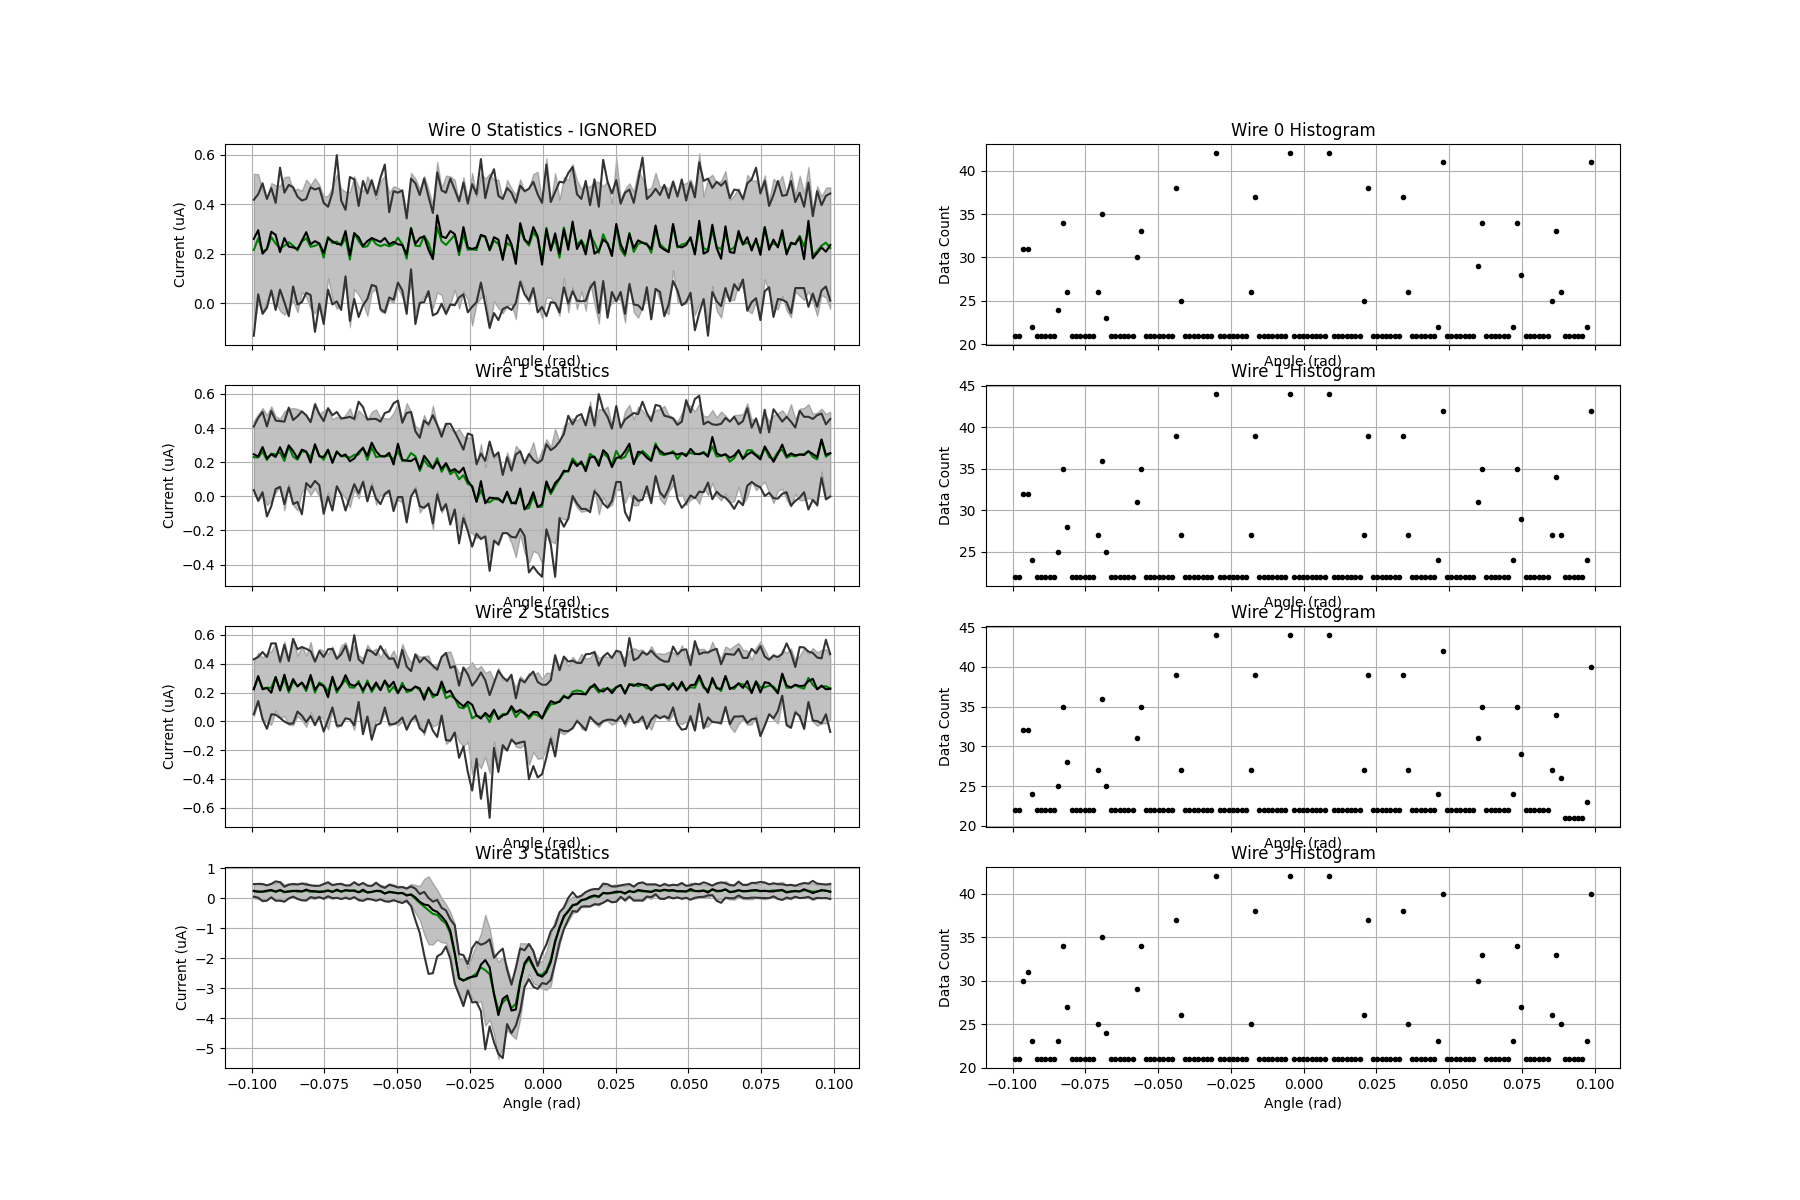 Wire 0 Statistics - IGNORED
Current (uA)
0.6
0.4
0.2
0.0
Angle (rad)
Wire 0 Histogram
Data Count
40
35
30
25
20
Angle (rad)
Wire 1 Statistics
Current (uA)
0.6
0.4
0.2
0.0
−0.2
−0.4
Angle (rad)
Wire 1 Histogram
Data Count
45
40
35
30
25
Angle (rad)
Wire 2 Statistics
Current (uA)
0.6
0.4
0.2
0.0
−0.2
−0.4
−0.6
Angle (rad)
Wire 2 Histogram
Data Count
45
40
35
30
25
20
Angle (rad)
Wire 3 Statistics
Current (uA)
1
0
−1
−2
−3
−4
−5
−0.100 −0.075 −0.050 −0.025 0.000 0.025 0.050 0.075 0.100
Angle (rad)
Wire 3 Histogram
Data Count
40
35
30
25
20
−0.100 −0.075 −0.050 −0.025 0.000 0.025 0.050 0.075 0.100
Angle (rad)